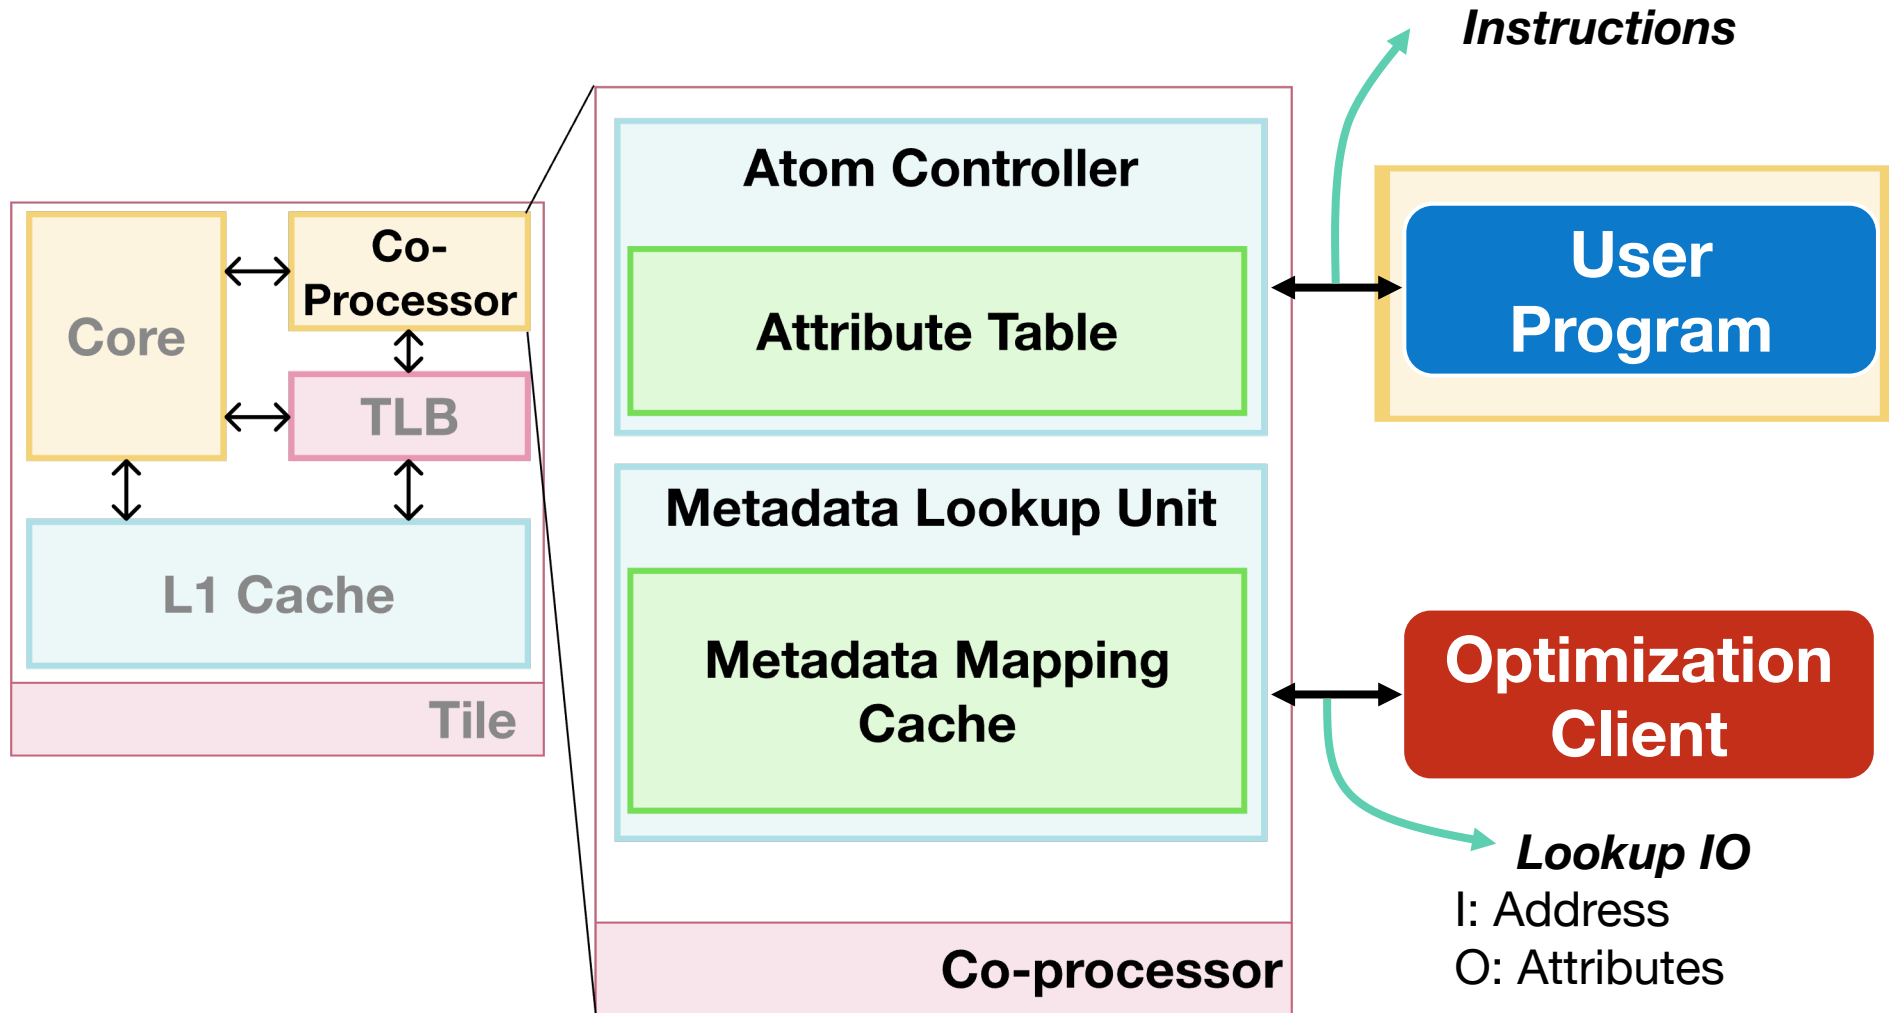 Instructions
Atom Controller
Attribute Table
User
Program
Core
Co-
Processor
TLB
L1 Cache
Tile
Metadata Lookup Unit
Metadata Mapping
Cache
Optimization
Client
Lookup IO
I: Address
O: Attributes
Co-processor